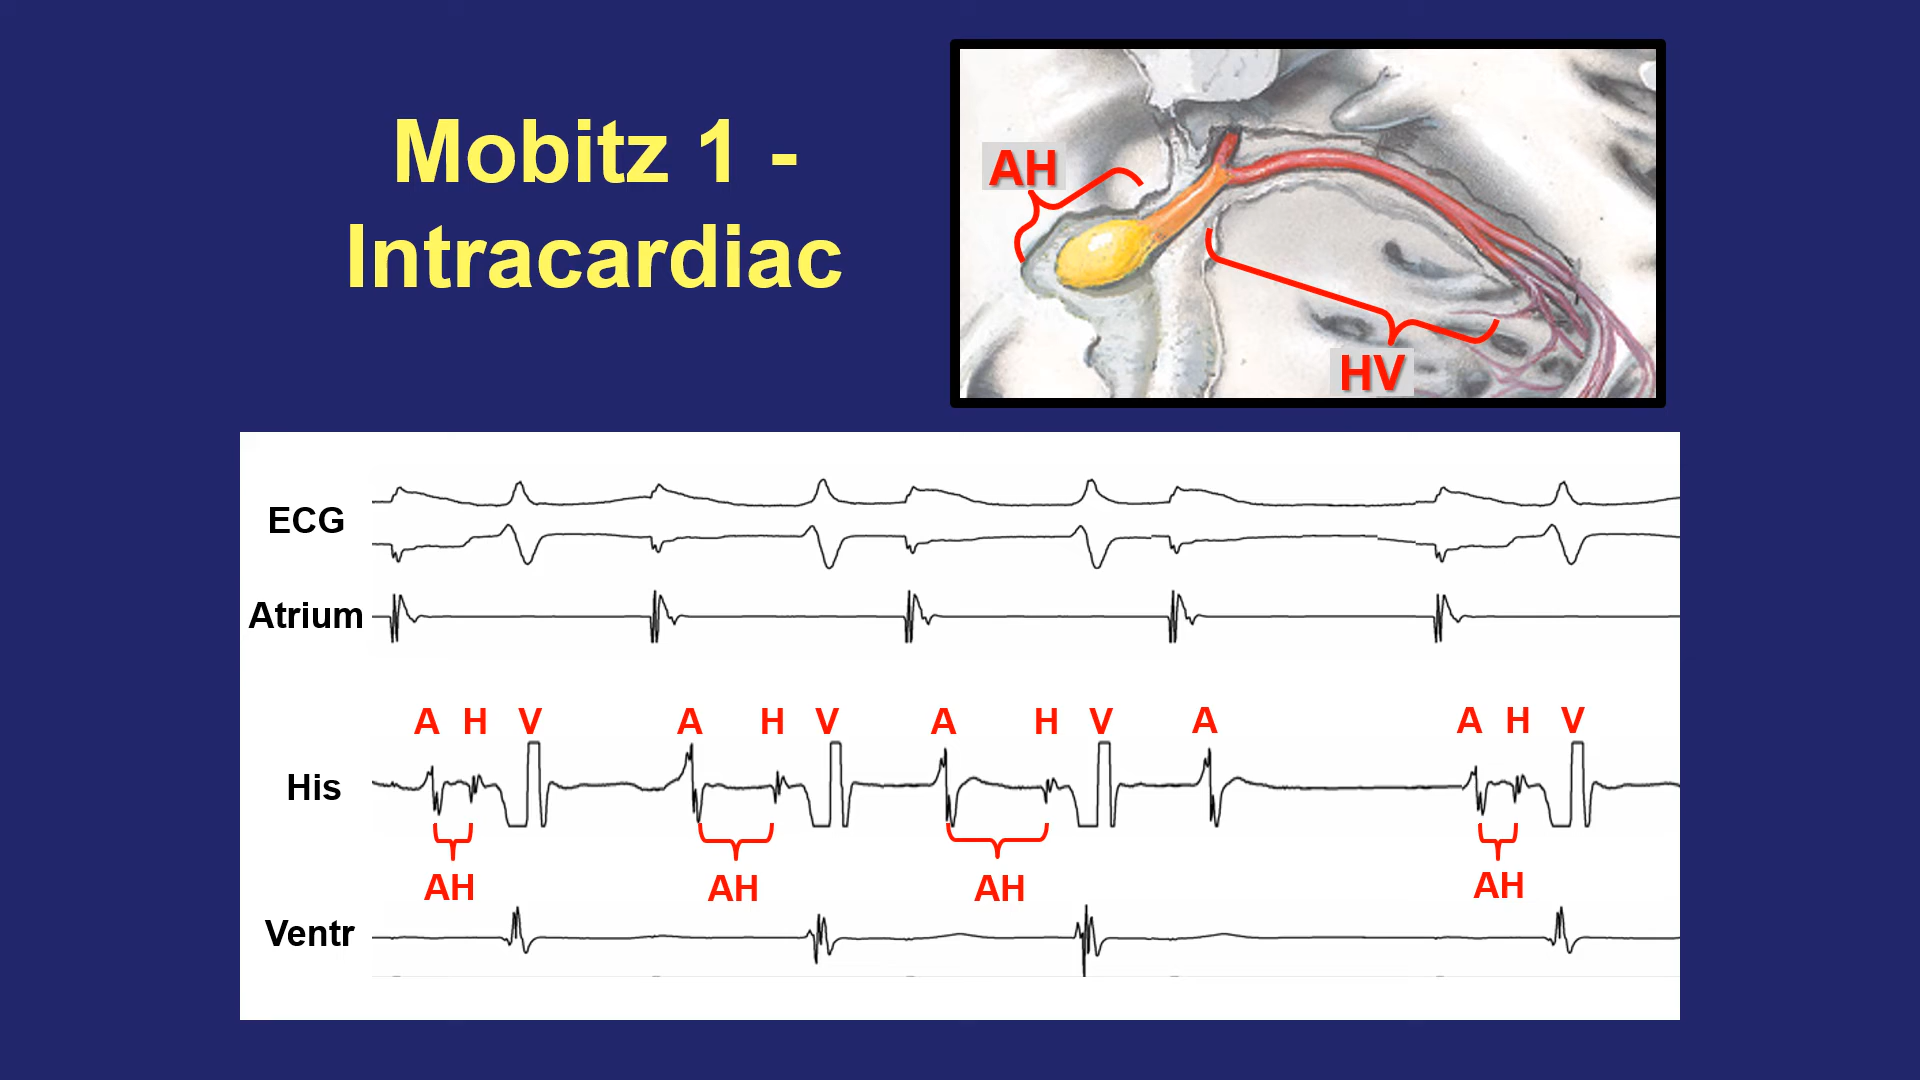 Mobitz 1 -
Intracardiac
AH
HV
ECG
Atrium
A H V A H V A H V A A H V
His
AH AH AH AH
Ventr